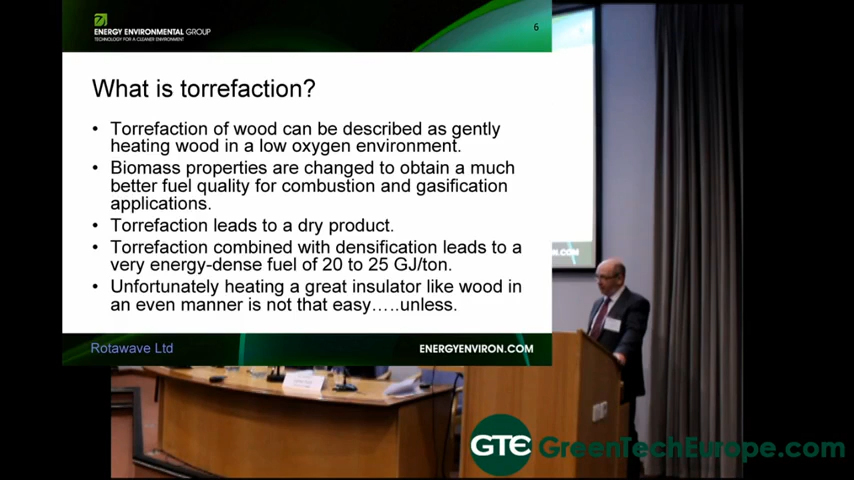 ENERGY ENVIRONMENTAL GROUP
TECHNOLOGY FOR A CLEANER ENVIRONMENT
6
What is torrefaction?
• Torrefaction of wood can be described as gently
heating wood in a low oxygen environment.
• Biomass properties are changed to obtain a much
better fuel quality for combustion and gasification
applications.
• Torrefaction leads to a dry product.
• Torrefaction combined with densification leads to a
very energy-dense fuel of 20 to 25 GJ/ton.
• Unfortunately heating a great insulator like wood in
an even manner is not that easy…..unless.
Rotawave Ltd
ENERGYENVIRON.COM
GTE GreenTechEurope.com